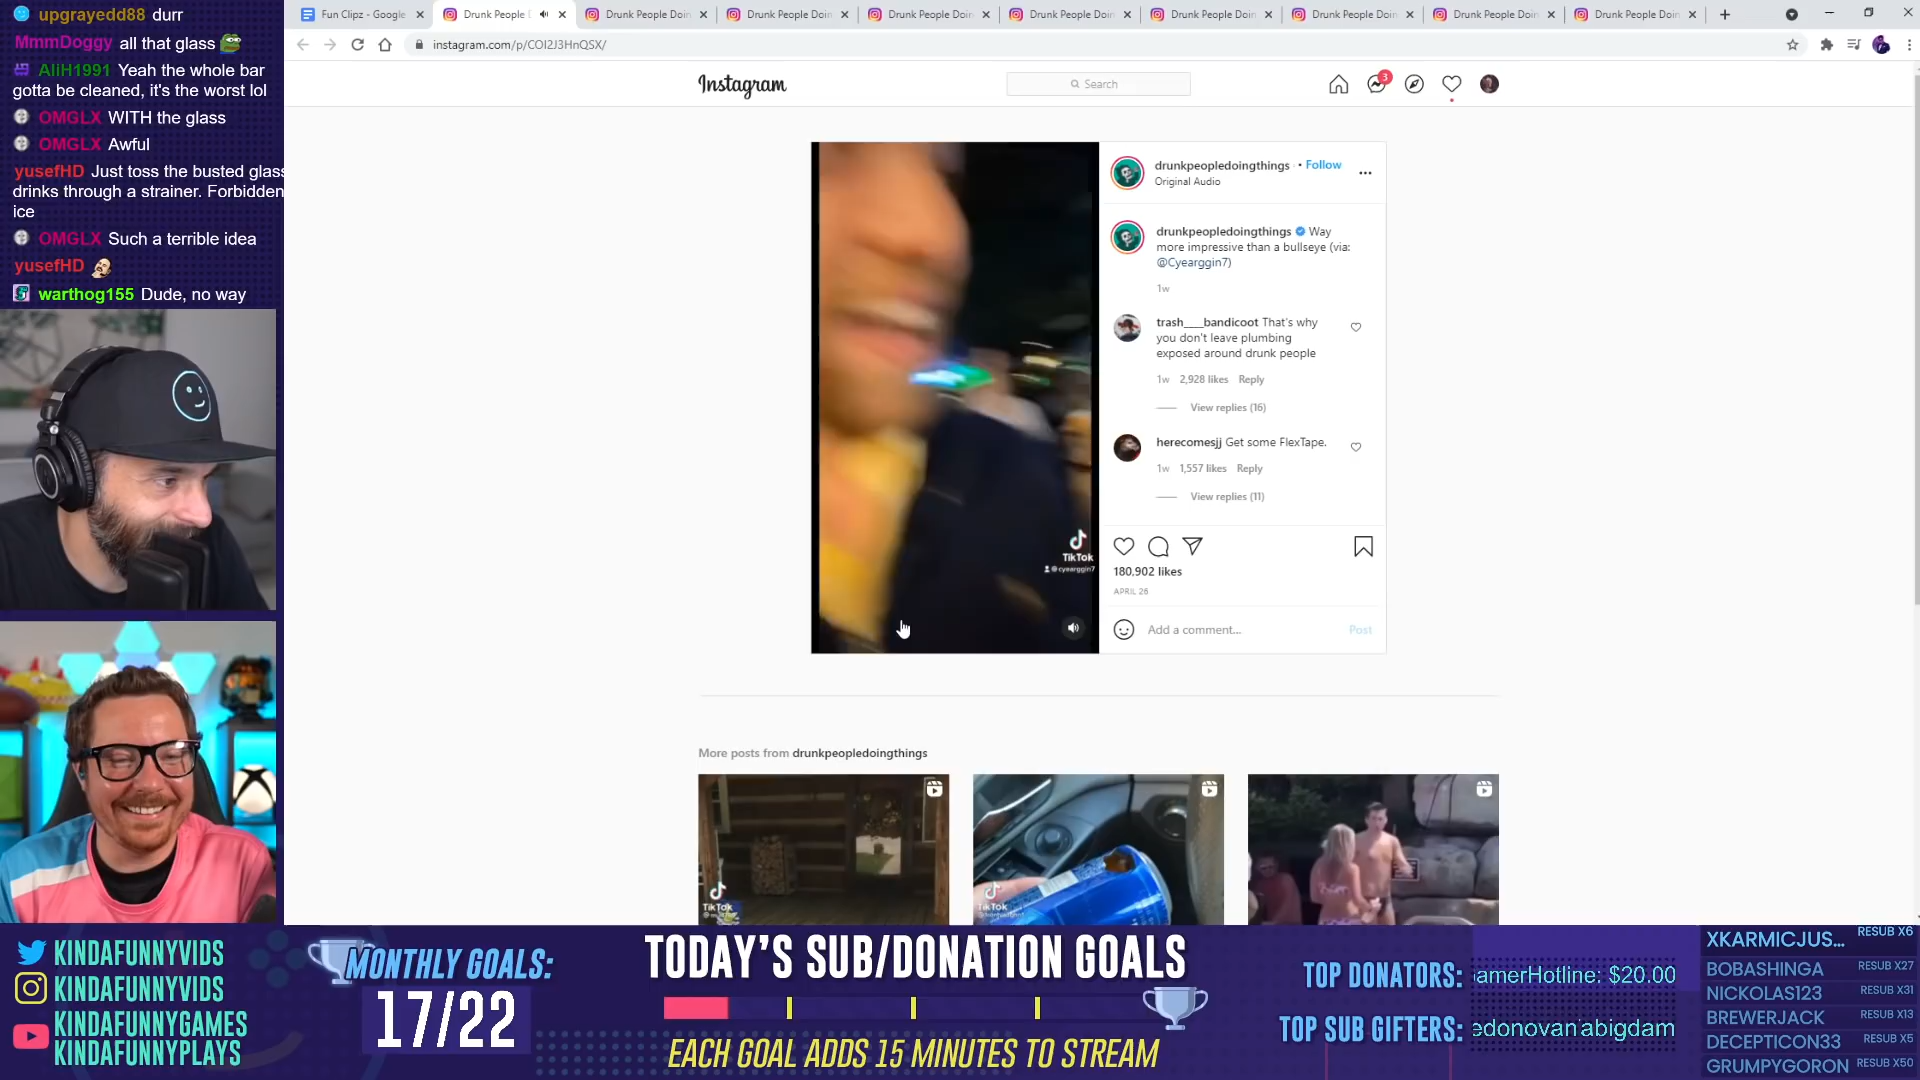 upgrayedd88 durr
MmmDoggy all that glass
AliH1991 Yeah the whole bar
gotta be cleaned, it's the worst lol
OMGLX WITH the glass
OMGLX Awful
yusefHD Just toss the busted glass
drinks through a strainer. Forbidden
ice
OMGLX Such a terrible idea
yusefHD
warthog155 Dude, no way
Fun Clipz - Google
Drunk People
Drunk People Doin
Drunk People Doin
Drunk People Doin
Drunk People Doin
Drunk People Doin
Drunk People Doin
Drunk People Doin
Drunk People Doin
instagram.com/p/COI2J3HnQSX/
Instagram
Search
3
drunkpeopledoingthings • Follow
Original Audio
...
drunkpeopledoingthings Way
more impressive than a bullseye (via:
@Cyearggin7)
1w
trash___bandicoot That's why
you don't leave plumbing
exposed around drunk people
1w 2,928 likes Reply
View replies (16)
herecomesjj Get some FlexTape.
1w 1,557 likes Reply
View replies (11)
TikTok
@cyearggin7
180,902 likes
APRIL 26
Add a comment... Post
More posts from drunkpeopledoingthings
TikTok
TikTok
KINDAFUNNYVIDS
KINDAFUNNYVIDS
KINDAFUNNYGAMES
KINDAFUNNYPLAYS
MONTHLY GOALS:
17/22
TODAY'S SUB/DONATION GOALS
EACH GOAL ADDS 15 MINUTES TO STREAM
TOP DONATORS: amerHotline: $20.00
TOP SUB GIFTERS: edonovan'abigdam
XKARMICJUS... RESUB X6
BOBASHINGA RESUB X27
NICKOLAS123 RESUB X31
BREWERJACK RESUB X13
DECEPTICON33 RESUB X5
GRUMPYGORON RESUB X50